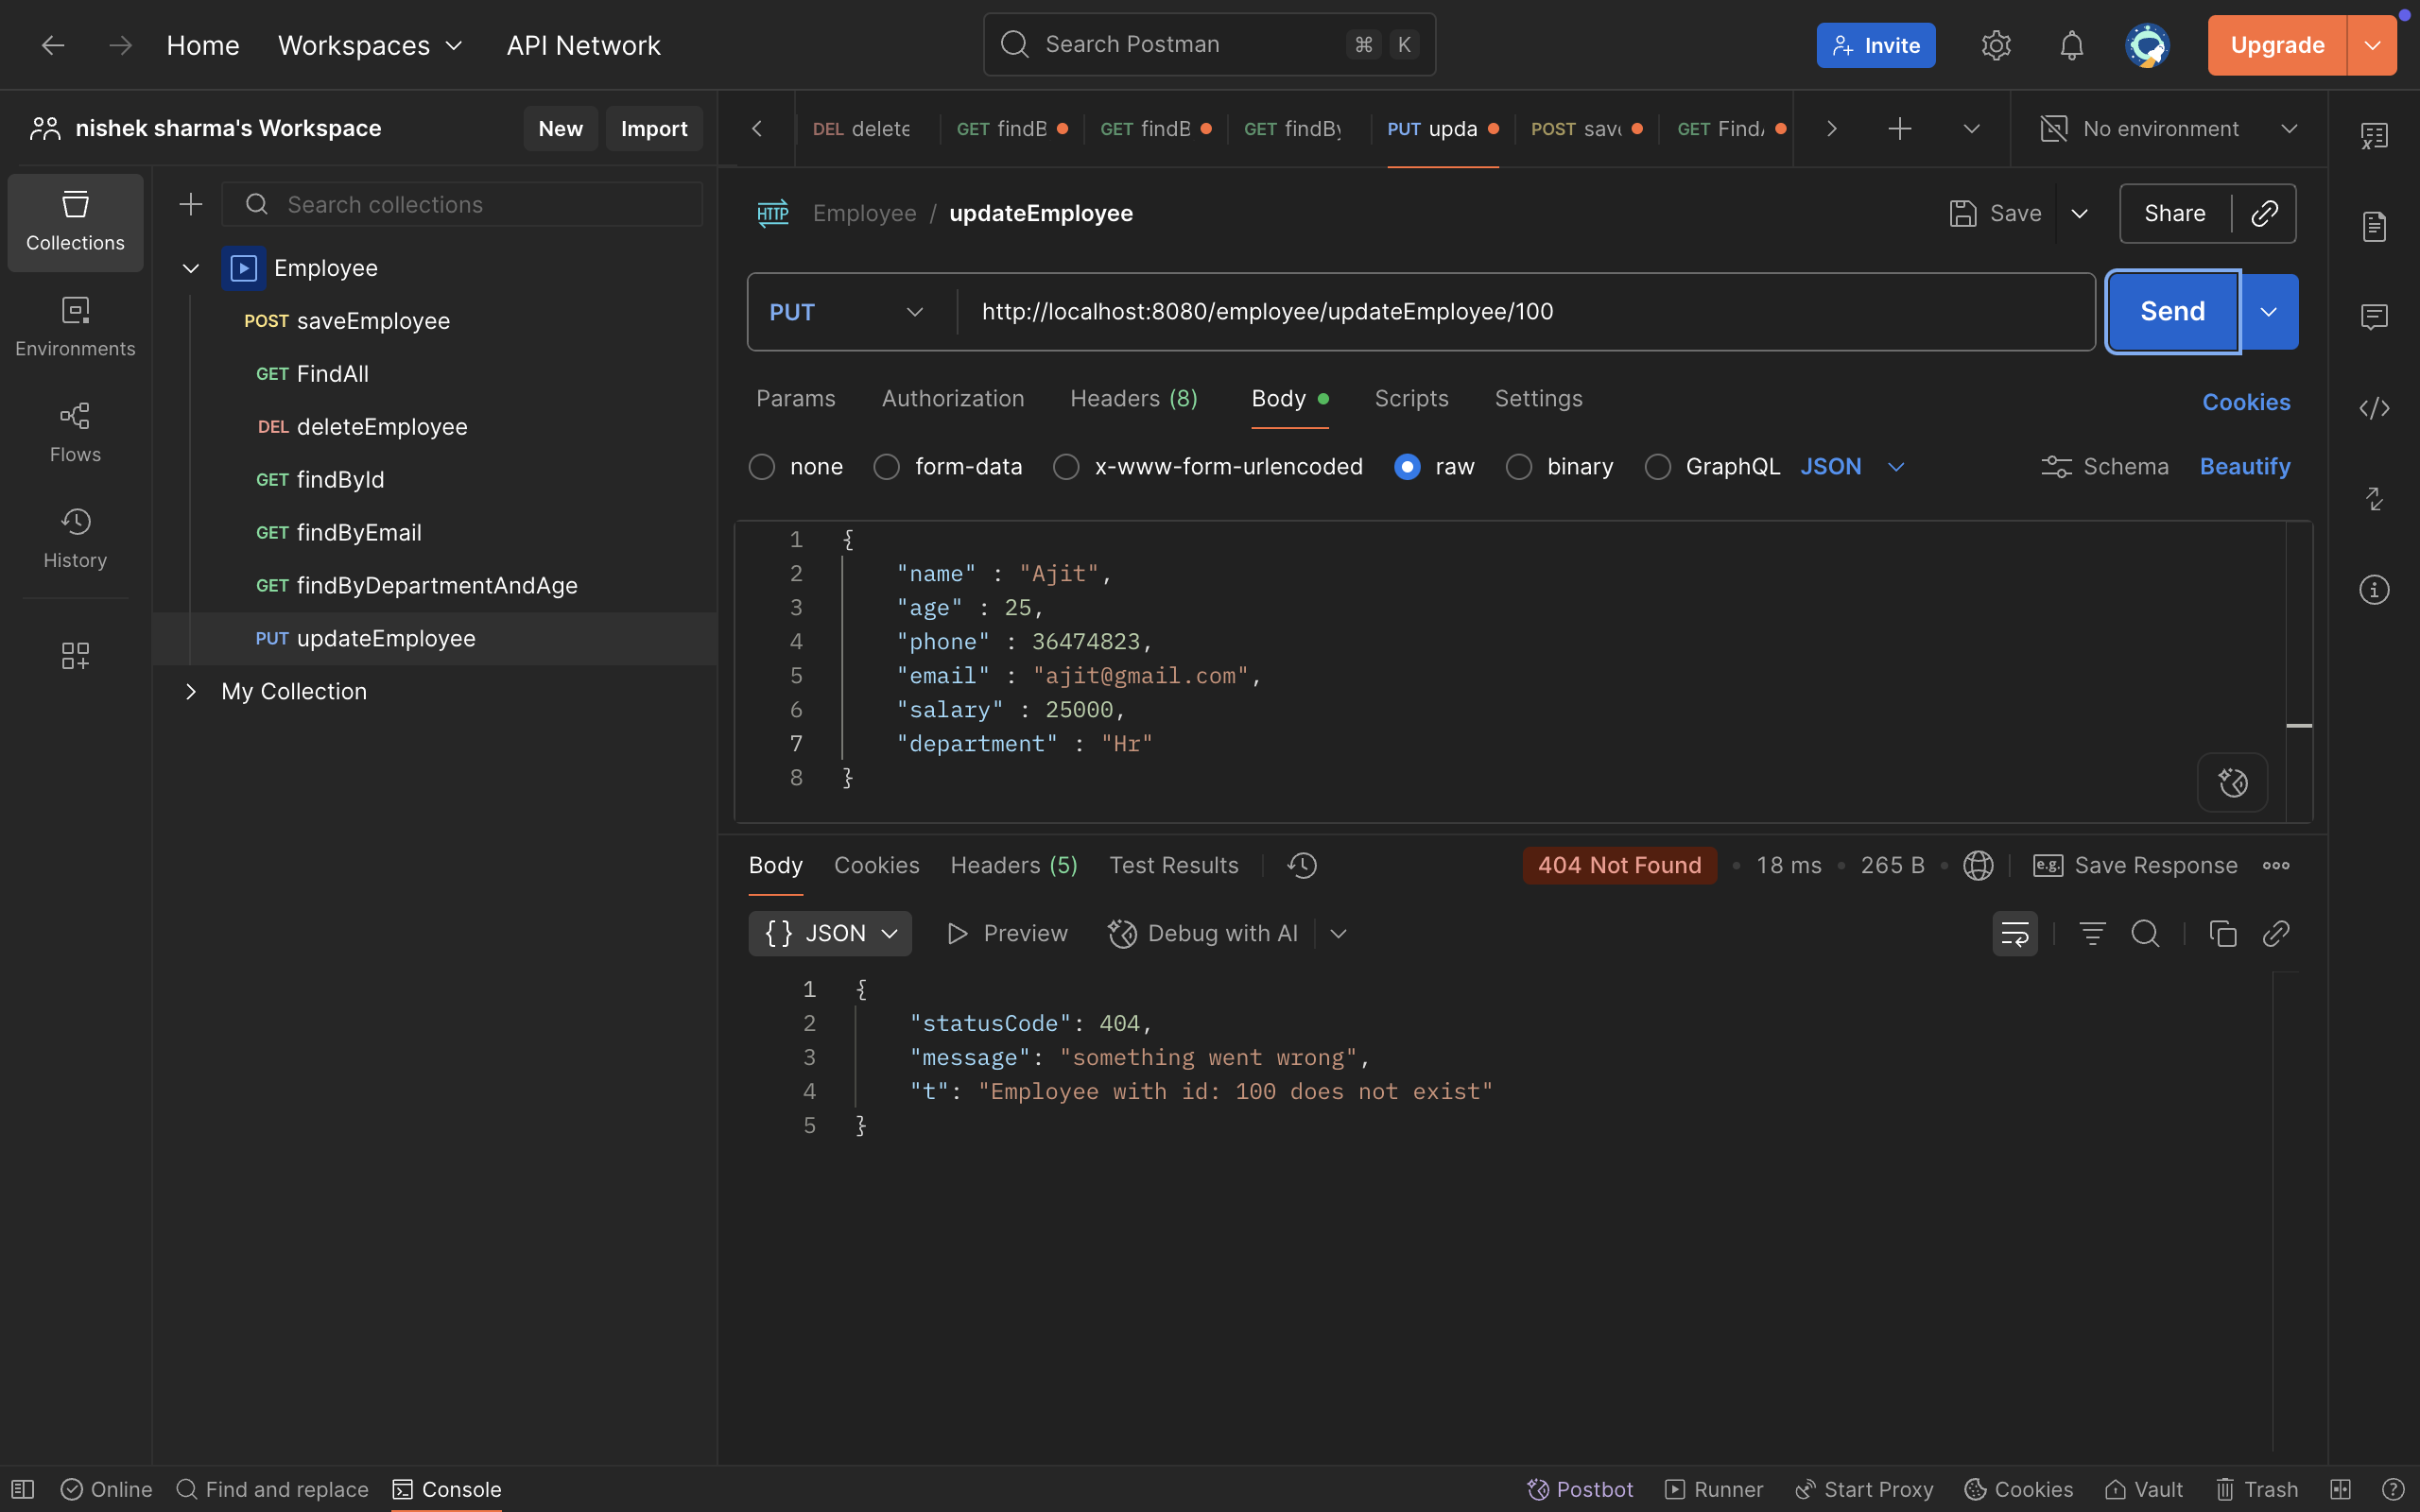 Home
Workspaces
API Network
Search Postman
⌘ K
Invite
Upgrade
nishek sharma's Workspace
New
Import
DEL delete
GET findB
GET findB
GET findBy
PUT upda
POST save
GET Find
No environment
Collections
Environments
Flows
History
Search collections
Employee
POST saveEmployee
GET FindAll
DEL deleteEmployee
GET findById
GET findByEmail
GET findByDepartmentAndAge
PUT updateEmployee
My Collection
HTTP Employee / updateEmployee
Save
Share
PUT
http://localhost:8080/employee/updateEmployee/100
Send
Params
Authorization
Headers (8)
Body
Scripts
Settings
Cookies
none
form-data
x-www-form-urlencoded
raw
binary
GraphQL
JSON
Schema
Beautify
1 {
2 "name" : "Ajit",
3 "age" : 25,
4 "phone" : 36474823,
5 "email" : "ajit@gmail.com",
6 "salary" : 25000,
7 "department" : "Hr"
8 }
Body
Cookies
Headers (5)
Test Results
404 Not Found
18 ms
265 B
e.g. Save Response
{} JSON
Preview
Debug with AI
1 {
2 "statusCode": 404,
3 "message": "something went wrong",
4 "t": "Employee with id: 100 does not exist"
5 }
Online
Find and replace
Console
Postbot
Runner
Start Proxy
Cookies
Vault
Trash